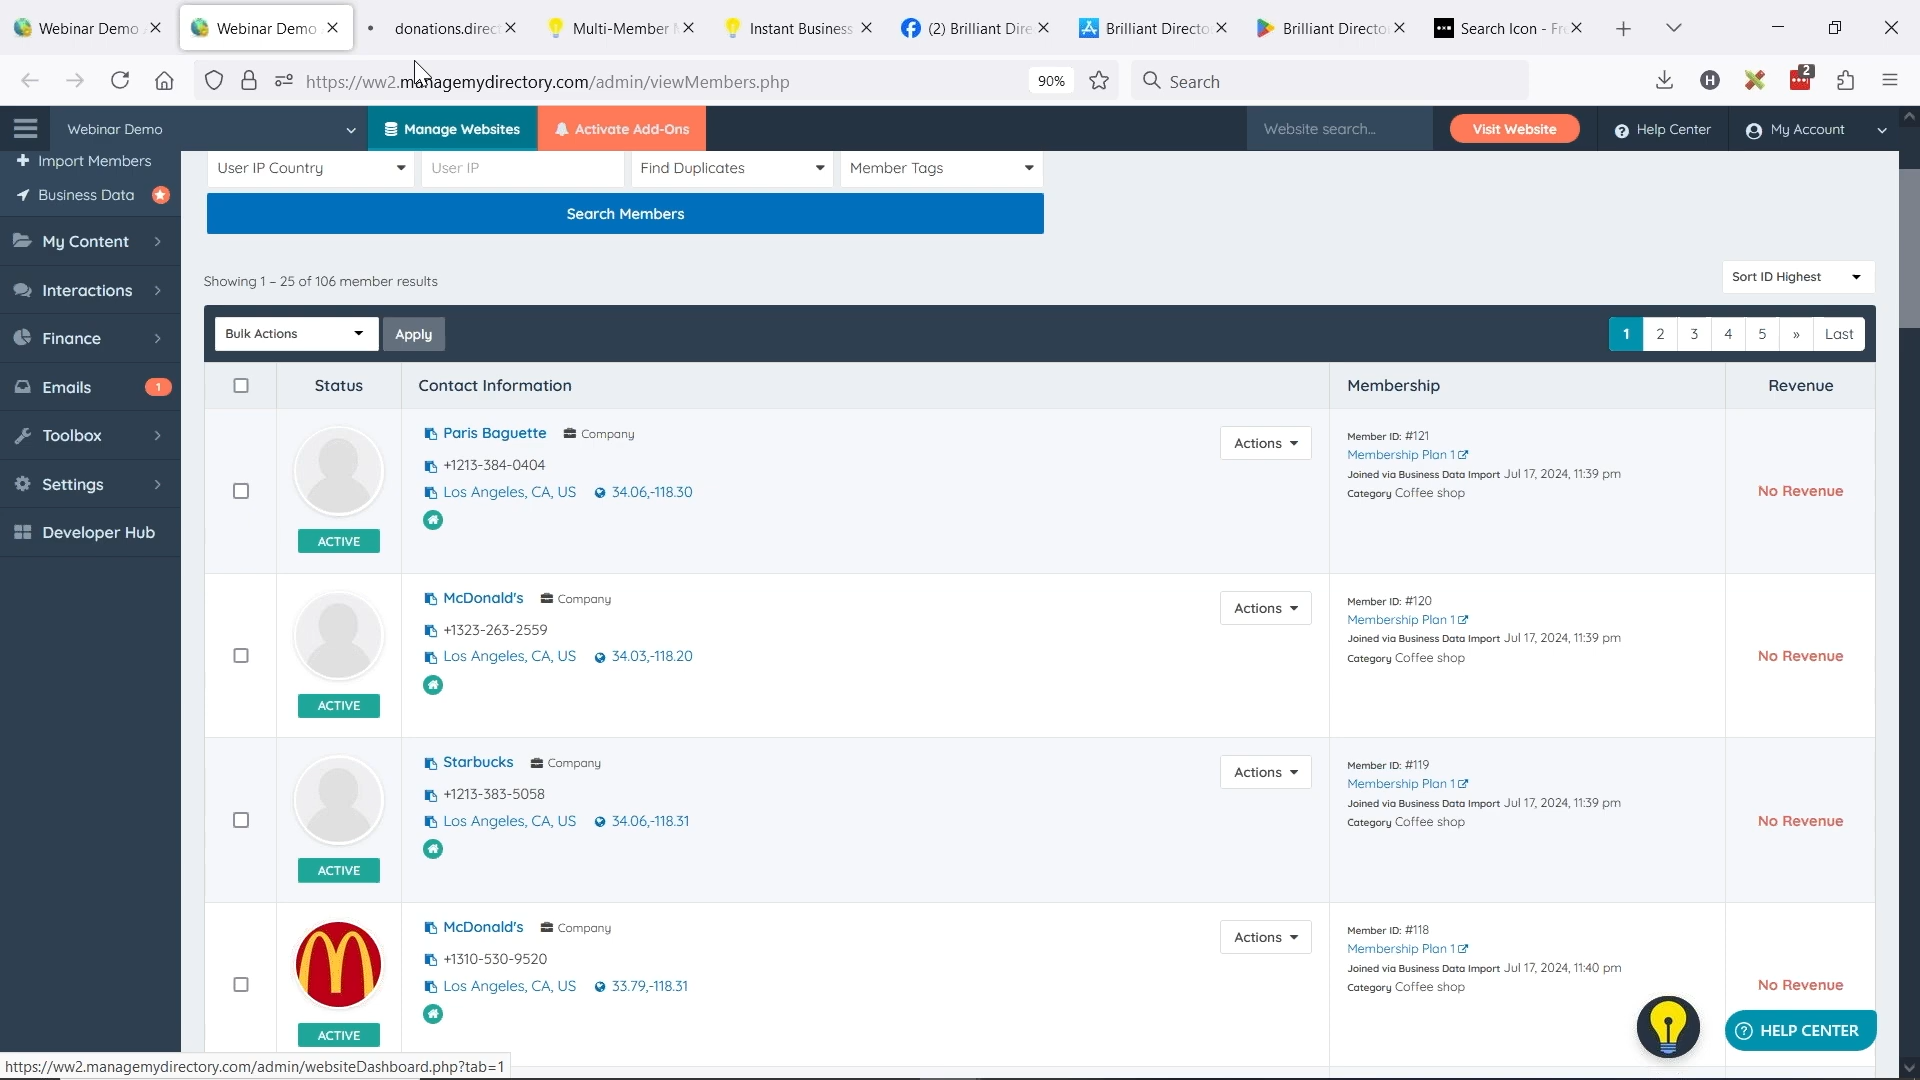 Webinar Demo
Webinar Demo
donations.direct
Multi-Member
Instant Business
(2) Brilliant Dire
Brilliant Directo
Brilliant Directo
Search Icon - Fre
https://ww2.managemydirectory.com/admin/viewMembers.php
90%
Search
H
2
Webinar Demo
Manage Websites
Activate Add-Ons
Website search...
Visit Website
Help Center
My Account
Import Members
Business Data
My Content
Interactions
Finance
Emails
1
Toolbox
Settings
Developer Hub
User IP Country
User IP
Find Duplicates
Member Tags
Search Members
Showing 1 – 25 of 106 member results
Sort ID Highest
Bulk Actions
Apply
1
2
3
4
5
»
Last
Status
Contact Information
Membership
Revenue
Paris Baguette
Company
+1213-384-0404
Los Angeles, CA, US
34.06,-118.30
ACTIVE
Actions
Member ID: #121
Membership Plan 1
Joined via Business Data Import Jul 17, 2024, 11:39 pm
Category Coffee shop
No Revenue
McDonald's
Company
+1323-263-2559
Los Angeles, CA, US
34.03,-118.20
ACTIVE
Actions
Member ID: #120
Membership Plan 1
Joined via Business Data Import Jul 17, 2024, 11:39 pm
Category Coffee shop
No Revenue
Starbucks
Company
+1213-383-5058
Los Angeles, CA, US
34.06,-118.31
ACTIVE
Actions
Member ID: #119
Membership Plan 1
Joined via Business Data Import Jul 17, 2024, 11:39 pm
Category Coffee shop
No Revenue
McDonald's
Company
+1310-530-9520
Los Angeles, CA, US
33.79,-118.31
ACTIVE
Actions
Member ID: #118
Membership Plan 1
Joined via Business Data Import Jul 17, 2024, 11:40 pm
Category Coffee shop
No Revenue
HELP CENTER
https://ww2.managemydirectory.com/admin/websiteDashboard.php?tab=1